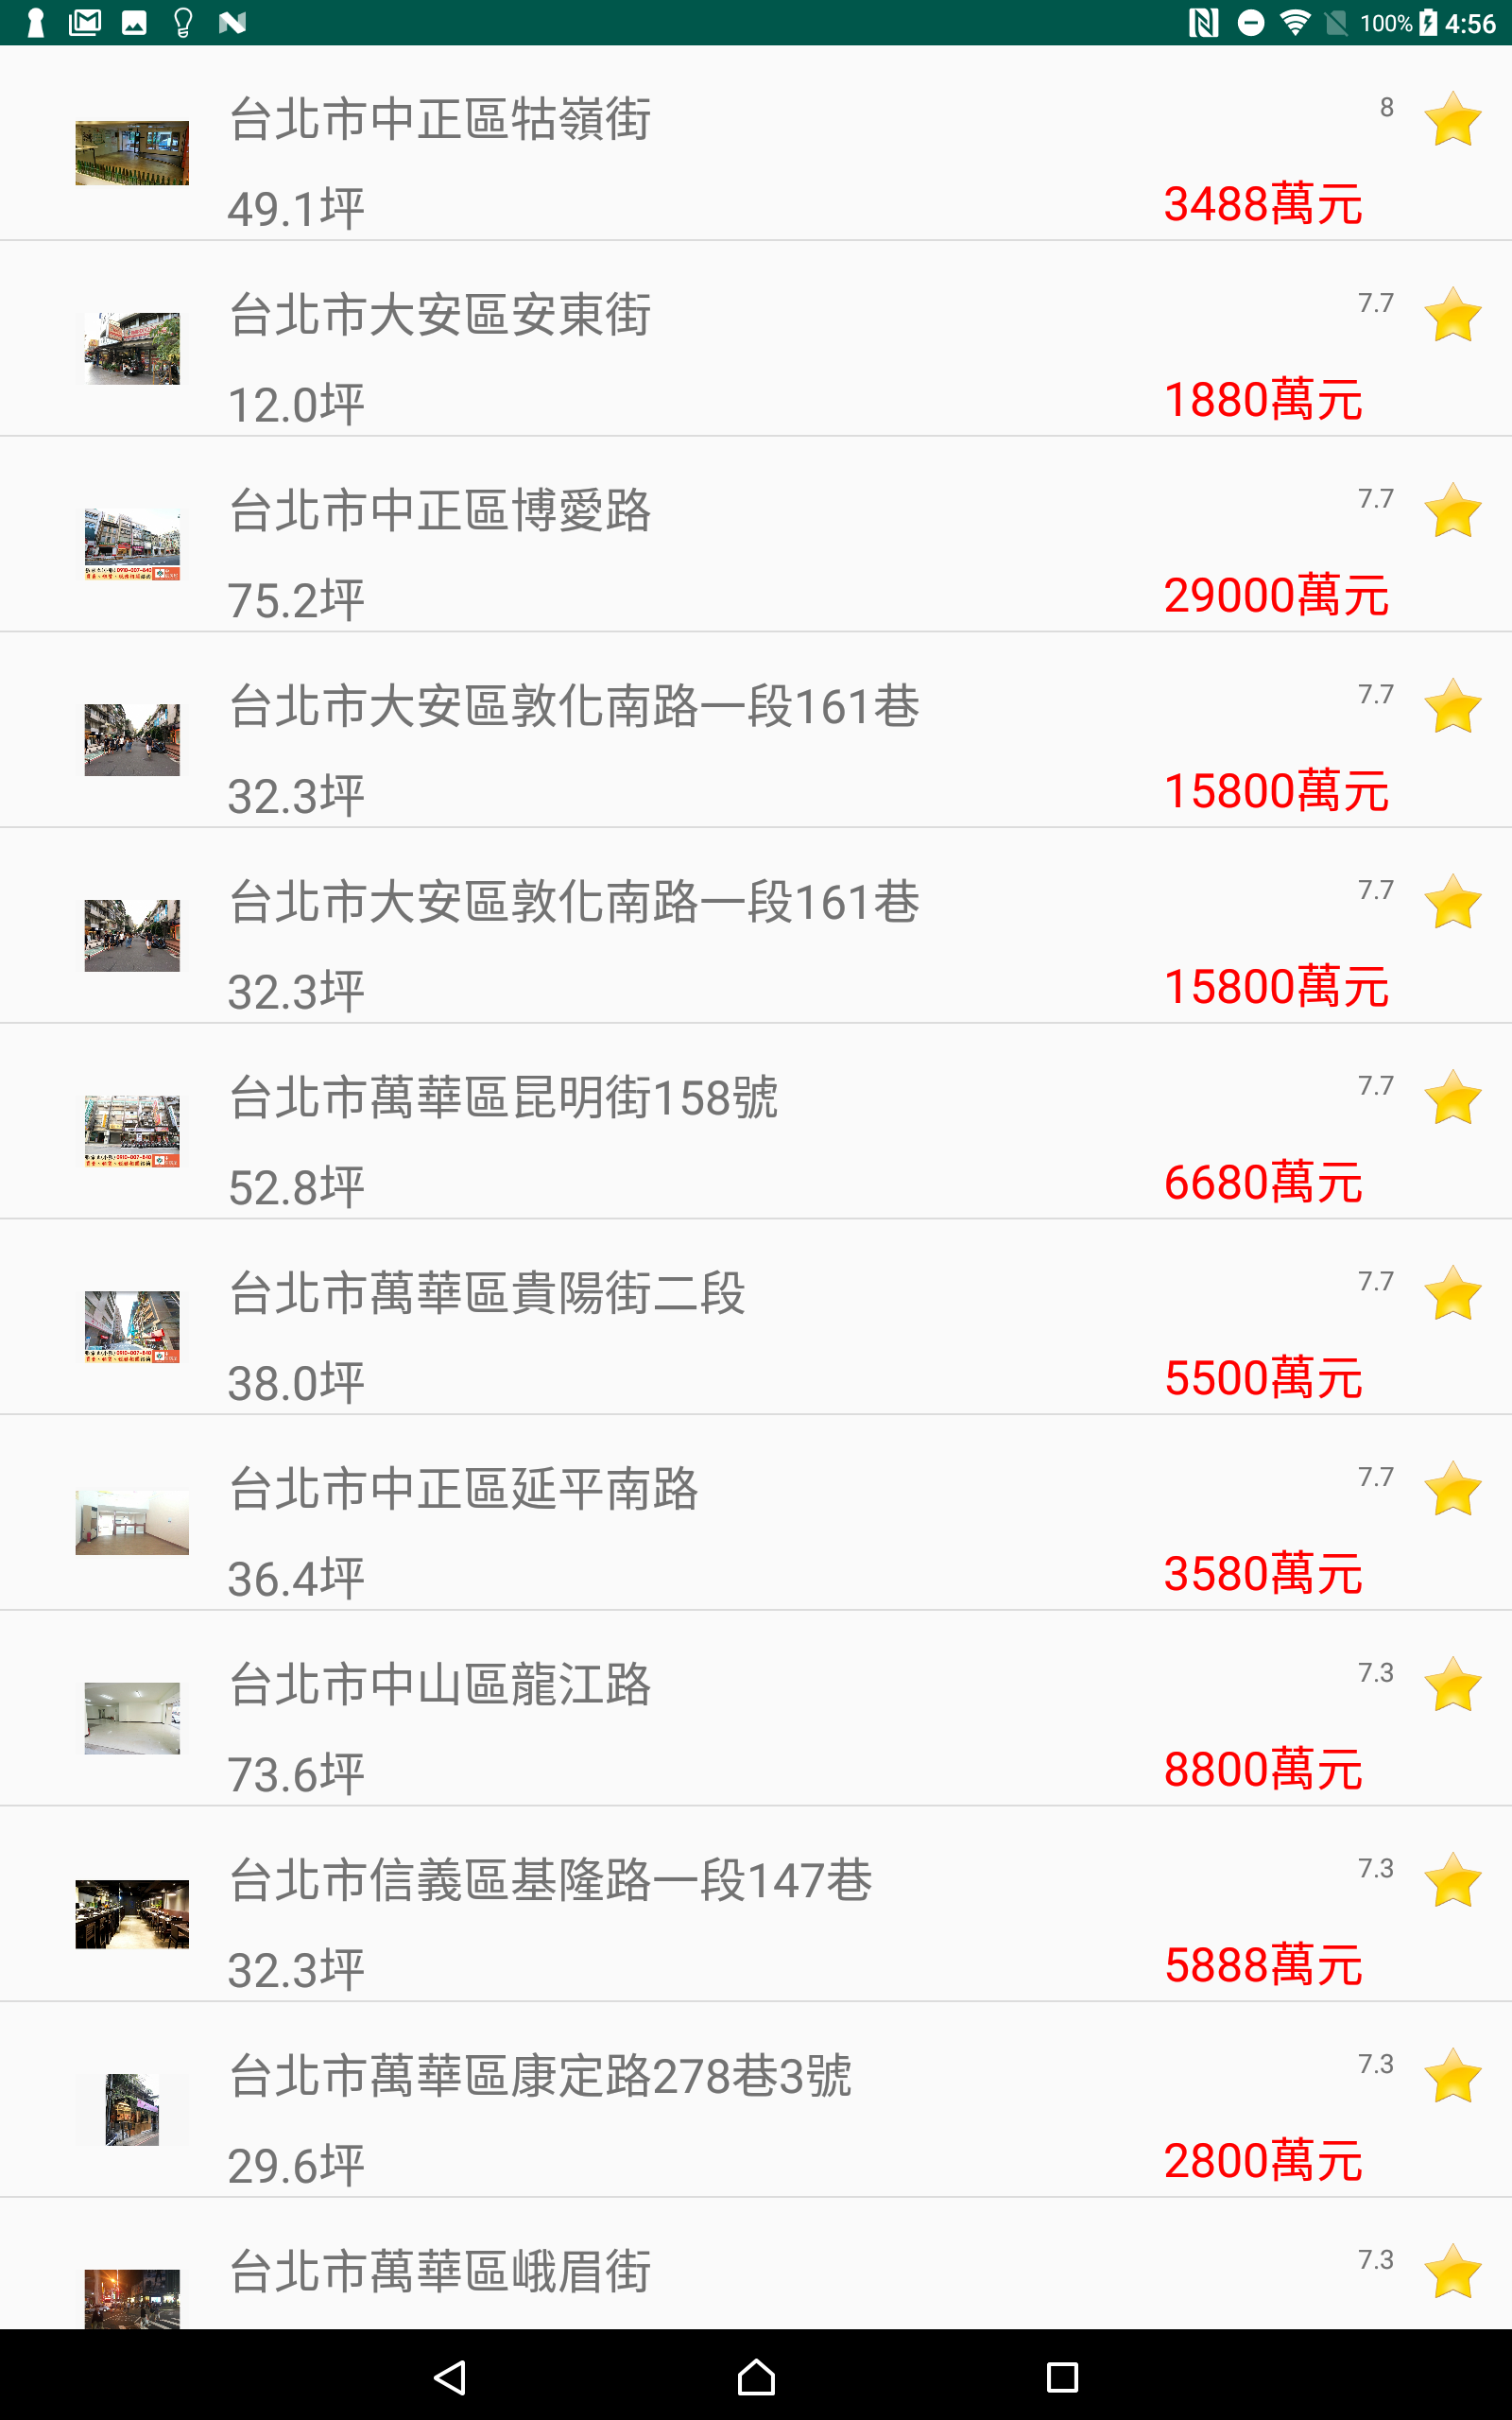 100% 4:56
台北市中正區牯嶺街
8
49.1坪
3488萬元
台北市大安區安東街
7.7
12.0坪
1880萬元
台北市中正區博愛路
7.7
75.2坪
29000萬元
台北市大安區敦化南路一段161巷
7.7
32.3坪
15800萬元
台北市大安區敦化南路一段161巷
7.7
32.3坪
15800萬元
台北市萬華區昆明街158號
7.7
52.8坪
6680萬元
台北市萬華區貴陽街二段
7.7
38.0坪
5500萬元
台北市中正區延平南路
7.7
36.4坪
3580萬元
台北市中山區龍江路
7.3
73.6坪
8800萬元
台北市信義區基隆路一段147巷
7.3
32.3坪
5888萬元
台北市萬華區康定路278巷3號
7.3
29.6坪
2800萬元
台北市萬華區峨眉街
7.3